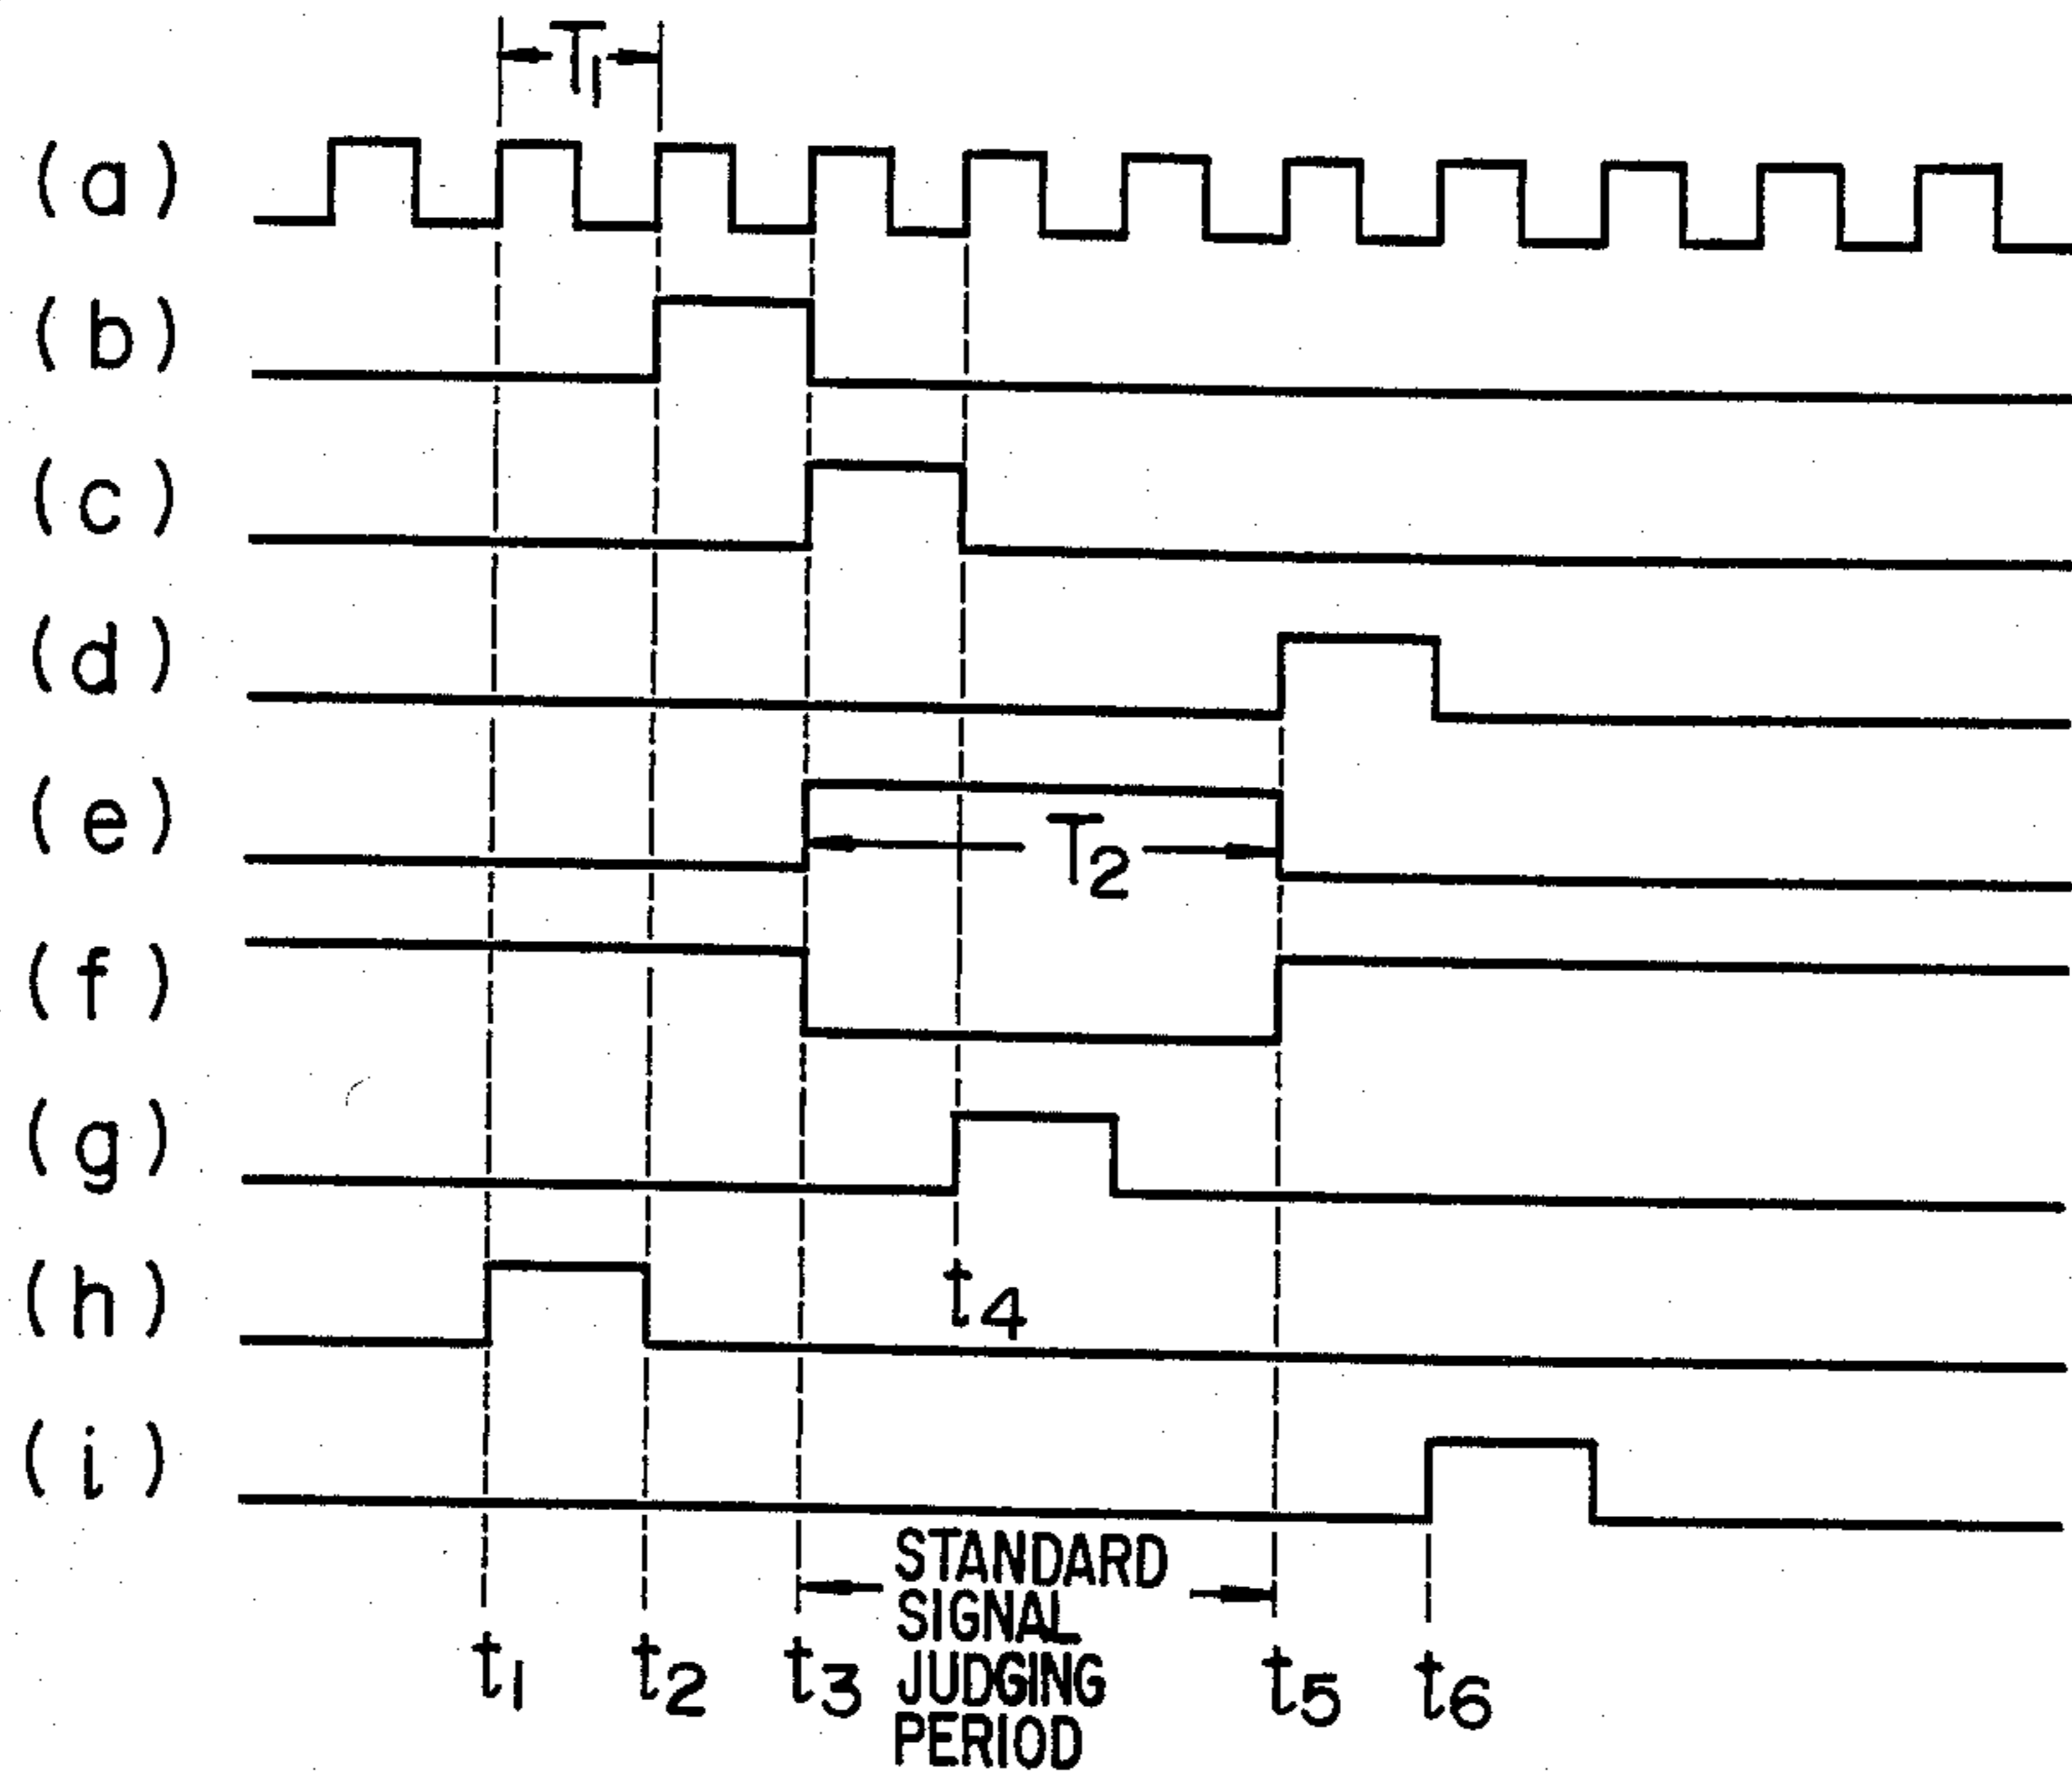 T1
(a)
(b)
(c)
(d)
(e)
T2
(f)
(g)
(h)
t4
(i)
STANDARD
SIGNAL
JUDGING
PERIOD
t1 t2 t3 t5 t6